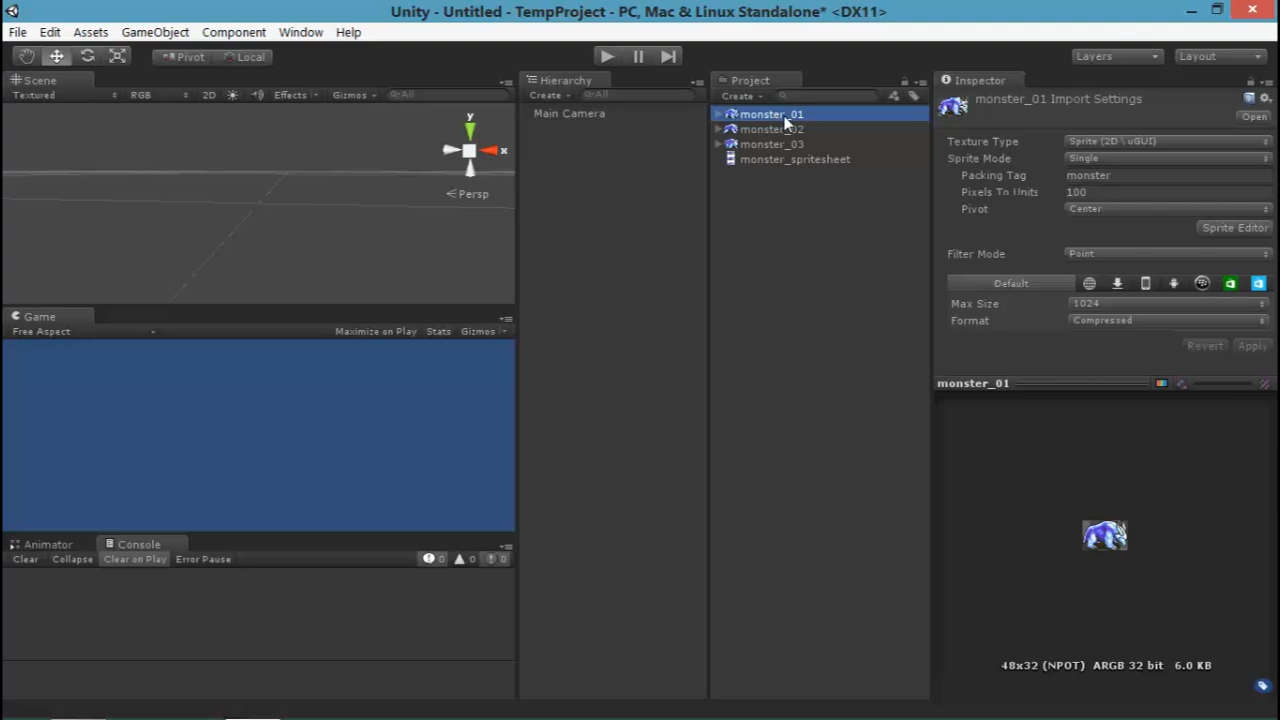 Unity - Untitled - TempProject - PC, Mac & Linux Standalone* <DX11>
File Edit Assets GameObject Component Window Help
Pivot Local Layers Layout
Scene
Textured RGB 2D Effects Gizmos All
y
x
Persp
Game
Free Aspect Maximize on Play Stats Gizmos
Animator Console
Clear Collapse Clear on Play Error Pause 0 0 0
Hierarchy
Create All
Main Camera
Project
Create
monster_01
monster_02
monster_03
monster_spritesheet
Inspector
monster_01 Import Settings
Open
Texture Type Sprite (2D \ uGUI)
Sprite Mode Single
Packing Tag monster
Pixels To Units 100
Pivot Center
Sprite Editor
Filter Mode Point
Default
Max Size 1024
Format Compressed
Revert Apply
monster_01
48x32 (NPOT) ARGB 32 bit 6.0 KB